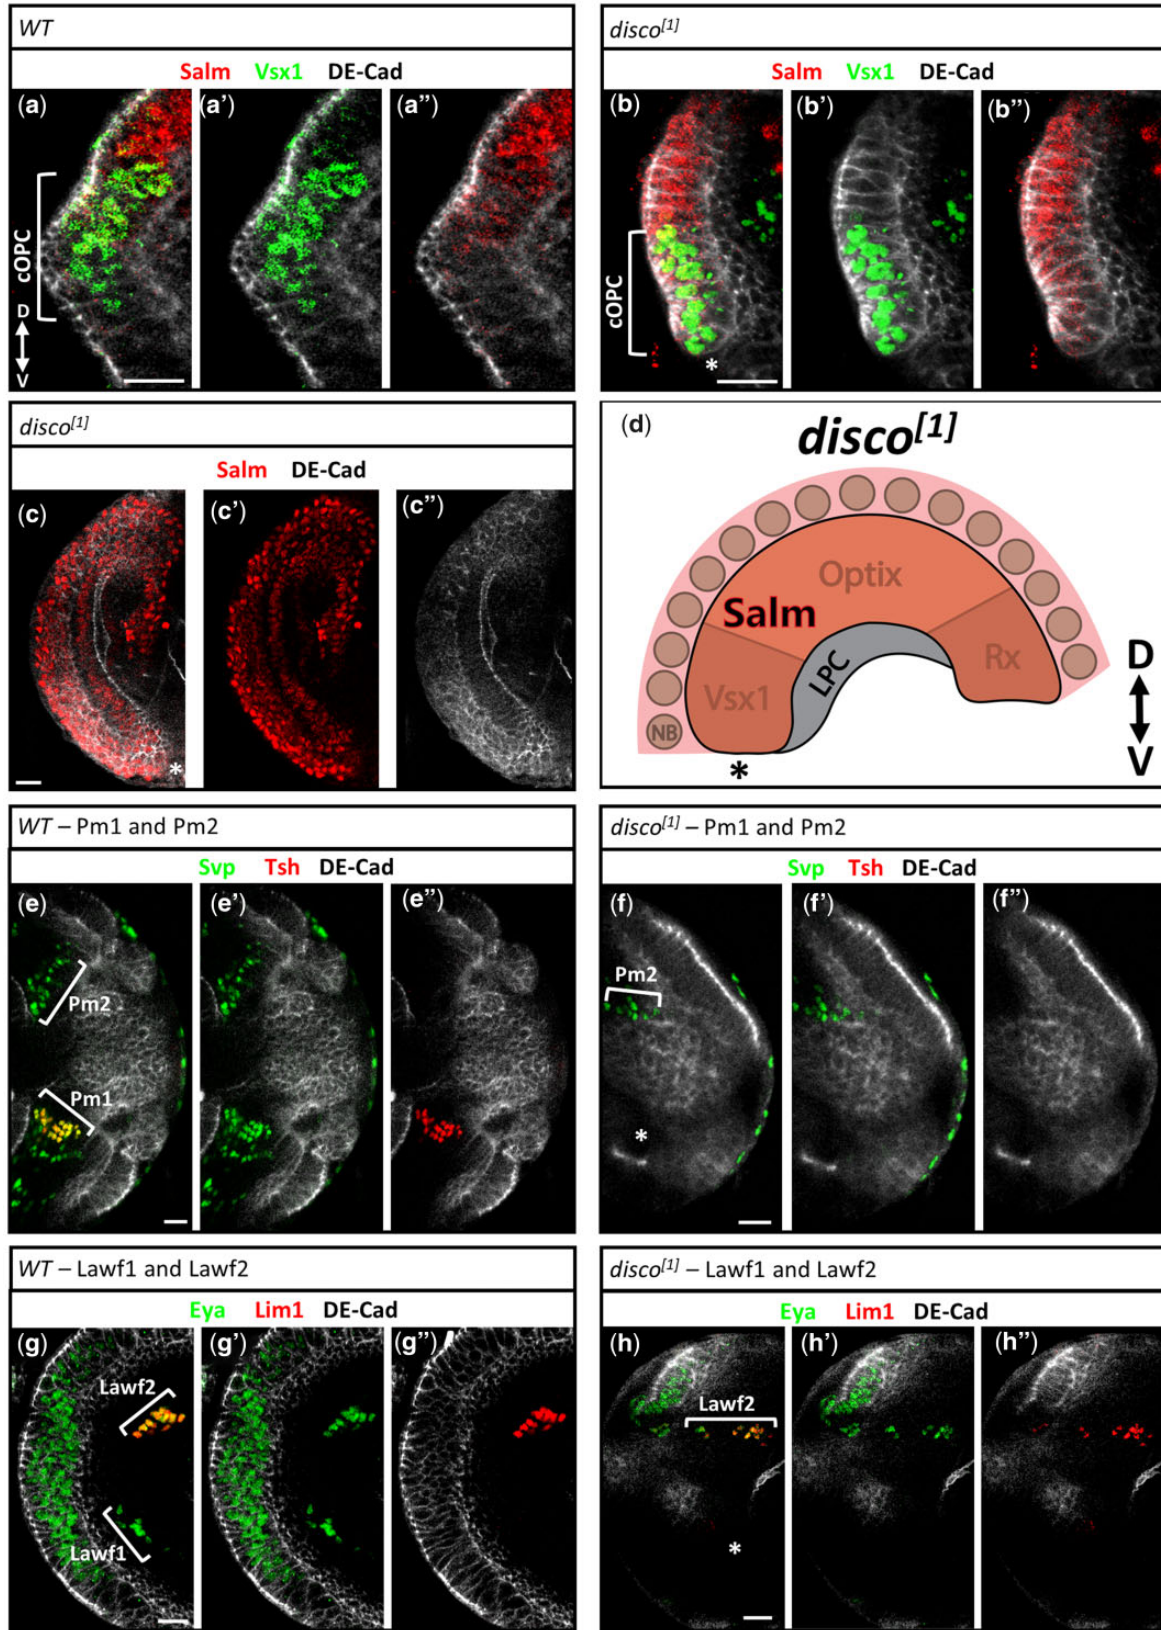 WT
Salm Vsx1 DE-Cad
(a) (a') (a'')
cOPC
D
V
disco[1]
Salm Vsx1 DE-Cad
(b) (b') (b'')
cOPC
*
disco[1]
Salm DE-Cad
(c) (c') (c'')
*
(d) disco[1]
Optix
Salm
Vsx1 LPC Rx
NB
*
D
V
WT – Pm1 and Pm2
Svp Tsh DE-Cad
(e) (e') (e'')
Pm2
Pm1
disco[1] – Pm1 and Pm2
Svp Tsh DE-Cad
(f) (f') (f'')
Pm2
*
WT – Lawf1 and Lawf2
Eya Lim1 DE-Cad
(g) (g') (g'')
Lawf2
Lawf1
disco[1] – Lawf1 and Lawf2
Eya Lim1 DE-Cad
(h) (h') (h'')
Lawf2
*